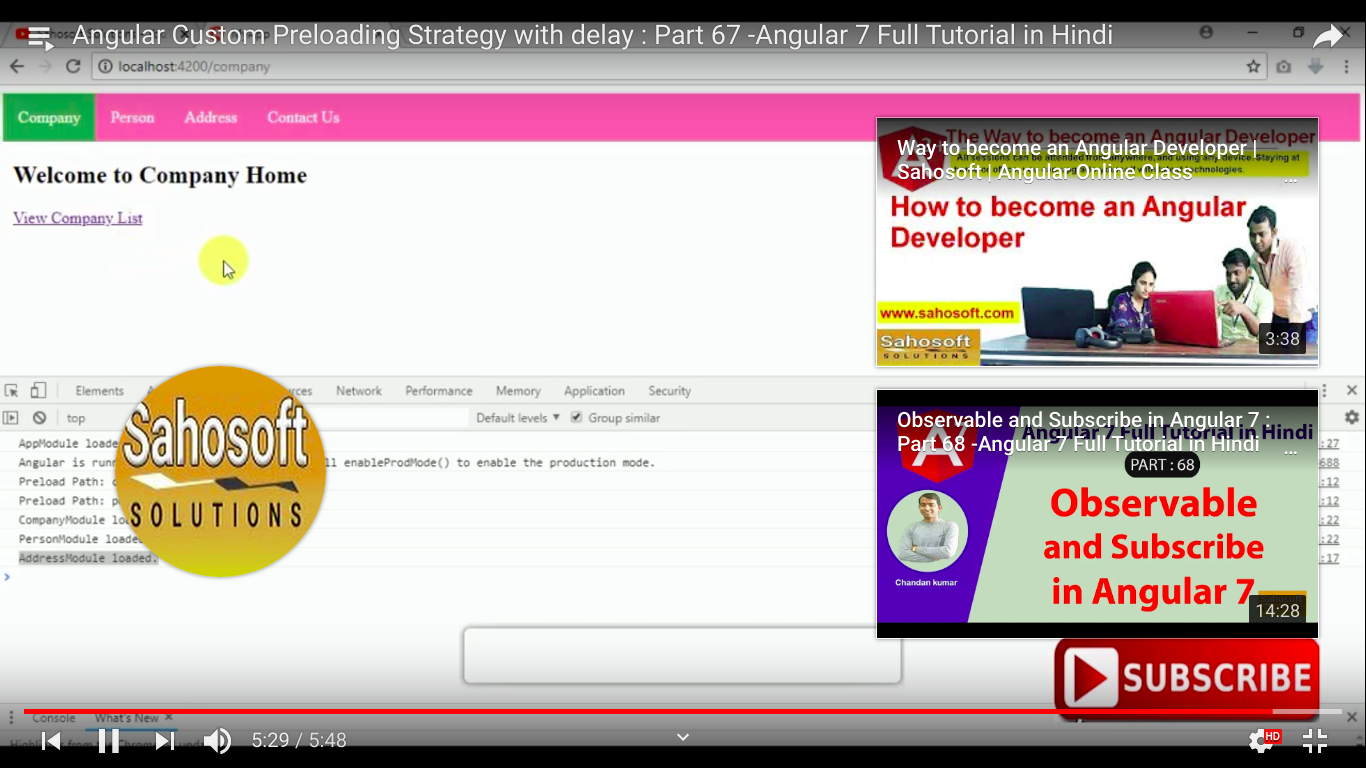 Angular Custom Preloading Strategy with delay : Part 67 -Angular 7 Full Tutorial in Hindi
localhost:4200/company
Company Person Address Contact Us
Welcome to Company Home
View Company List
The Way to become an Angular Developer
Way to become an Angular Developer |
Sahosoft | Angular Online Class ...
How to become an Angular
Developer
www.sahosoft.com
Sahosoft
SOLUTIONS
3:38
Elements Network Performance Memory Application Security
top Default levels ▼ Group similar
AppModule loade :27
Angular is run ll enableProdMode() to enable the production mode. 688
Preload Path: :12
Preload Path: :12
CompanyModule lo :22
PersonModule loade :22
AddressModule loaded. :17
Sahosoft
SOLUTIONS
Angular 7 Full Tutorial in Hindi
Observable and Subscribe in Angular 7 :
Part 68 -Angular 7 Full Tutorial in Hindi ...
PART : 68
Observable
and Subscribe
in Angular 7
Chandan kumar
14:28
SUBSCRIBE
Console What's New ×
5:29 / 5:48
HD